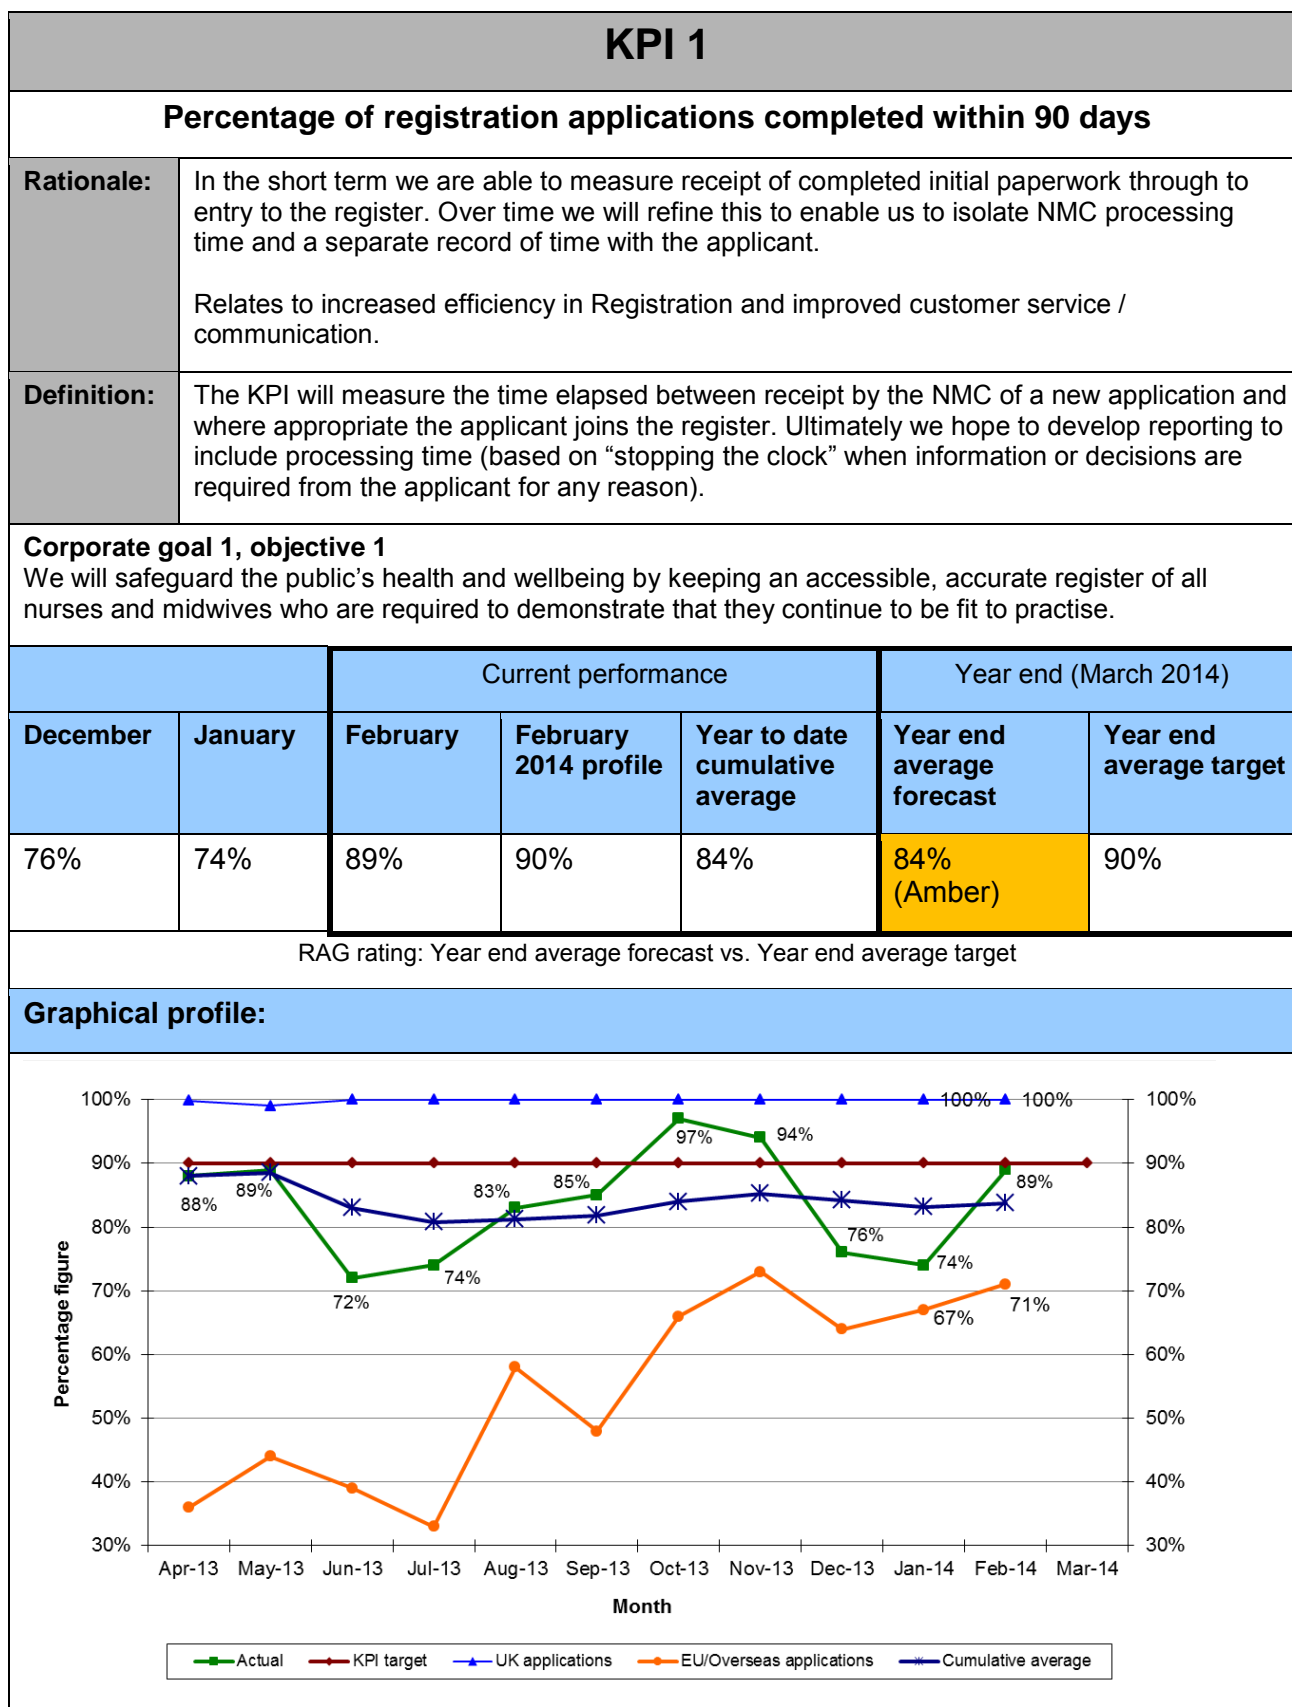 KPI 1
Percentage of registration applications completed within 90 days
Rationale:
In the short term we are able to measure receipt of completed initial paperwork through to
entry to the register. Over time we will refine this to enable us to isolate NMC processing
time and a separate record of time with the applicant.
Relates to increased efficiency in Registration and improved customer service /
communication.
Definition:
The KPI will measure the time elapsed between receipt by the NMC of a new application and
where appropriate the applicant joins the register. Ultimately we hope to develop reporting to
include processing time (based on “stopping the clock” when information or decisions are
required from the applicant for any reason).
Corporate goal 1, objective 1
We will safeguard the public’s health and wellbeing by keeping an accessible, accurate register of all
nurses and midwives who are required to demonstrate that they continue to be fit to practise.
Current performance
Year end (March 2014)
December
January
February
February
2014 profile
Year to date
cumulative
average
Year end
average
forecast
Year end
average target
76%
74%
89%
90%
84%
84%
(Amber)
90%
RAG rating: Year end average forecast vs. Year end average target
Graphical profile:
Percentage figure
100%
90%
80%
70%
60%
50%
40%
30%
100%
100%
97%
94%
88%
89%
83%
85%
89%
76%
72%
74%
74%
67%
71%
100%
90%
80%
70%
60%
50%
40%
30%
Apr-13 May-13 Jun-13 Jul-13 Aug-13 Sep-13 Oct-13 Nov-13 Dec-13 Jan-14 Feb-14 Mar-14
Month
Actual KPI target UK applications EU/Overseas applications Cumulative average